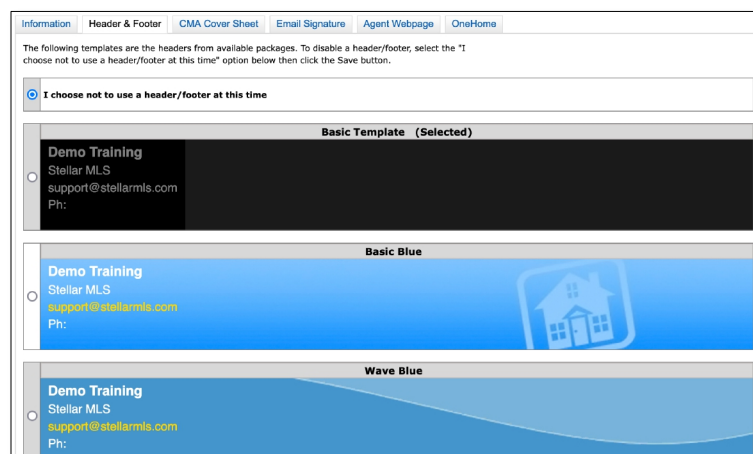 Information Header & Footer CMA Cover Sheet Email Signature Agent Webpage OneHome
The following templates are the headers from available packages. To disable a header/footer, select the "I
choose not to use a header/footer at this time" option below then click the Save button.
I choose not to use a header/footer at this time
Basic Template (Selected)
Demo Training
Stellar MLS
support@stellarmls.com
Ph:
Basic Blue
Demo Training
Stellar MLS
support@stellarmls.com
Ph:
Wave Blue
Demo Training
Stellar MLS
support@stellarmls.com
Ph: